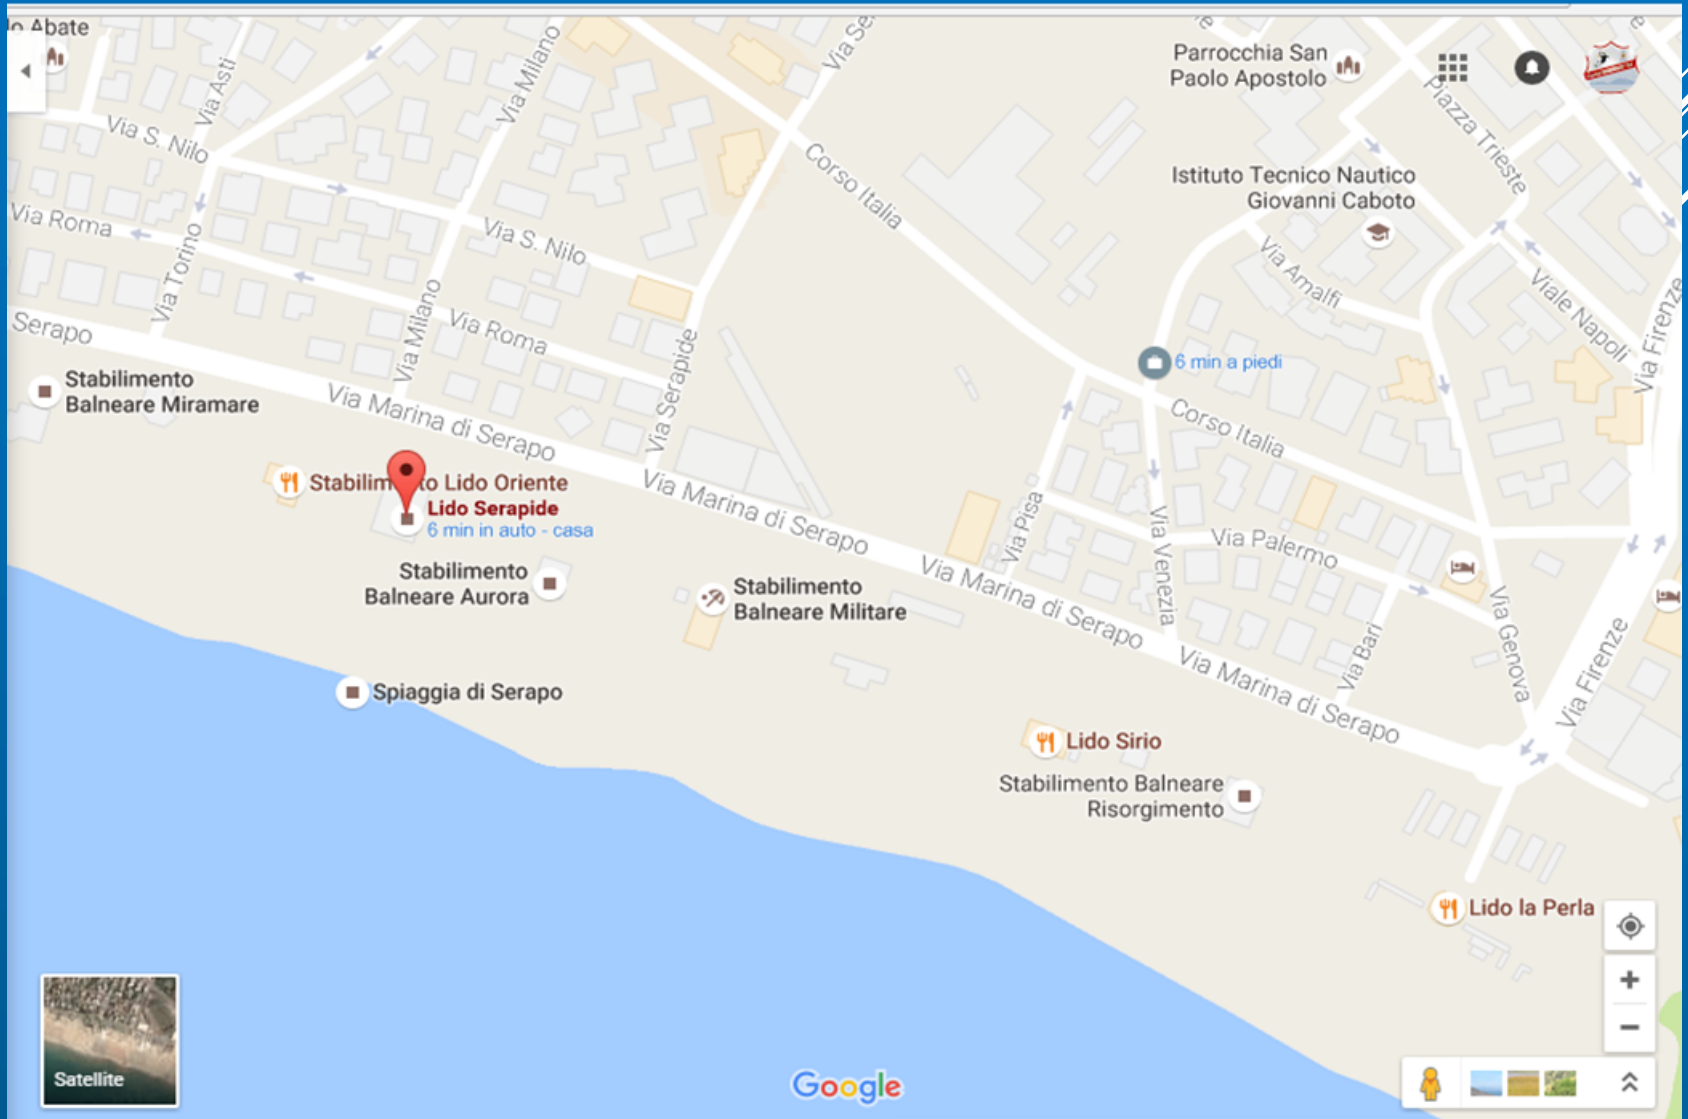 lo Abate
Via Asti
Via Milano
Via Se
Parrocchia San
Paolo Apostolo
Piazza Trieste
Via S. Nilo
Corso Italia
Istituto Tecnico Nautico
Giovanni Caboto
Via Roma
Via Torino
Via S. Nilo
Via Amalfi
Viale Napoli
Via Firenze
Serapo
Via Milano
Via Roma
Via Serapide
6 min a piedi
Stabilimento
Balneare Miramare
Via Marina di Serapo
Corso Italia
Stabilim to Lido Oriente
Lido Serapide
6 min in auto - casa
Via Marina di Serapo
Via Pisa
Via Venezia
Via Palermo
Stabilimento
Balneare Aurora
Stabilimento
Balneare Militare
Via Marina di Serapo
Via Bari
Via Genova
Via Firenze
Via Marina di Serapo
Spiaggia di Serapo
Lido Sirio
Stabilimento Balneare
Risorgimento
Lido la Perla
Satellite
Google